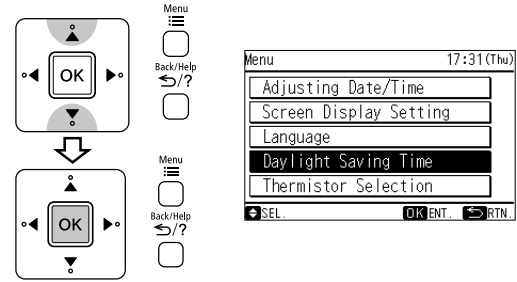 Menu
OK
Back/Help
/?
Menu
OK
Back/Help
/?
Menu 17:31(Thu)
Adjusting Date/Time
Screen Display Setting
Language
Daylight Saving Time
Thermistor Selection
SEL. OK ENT. RTN.